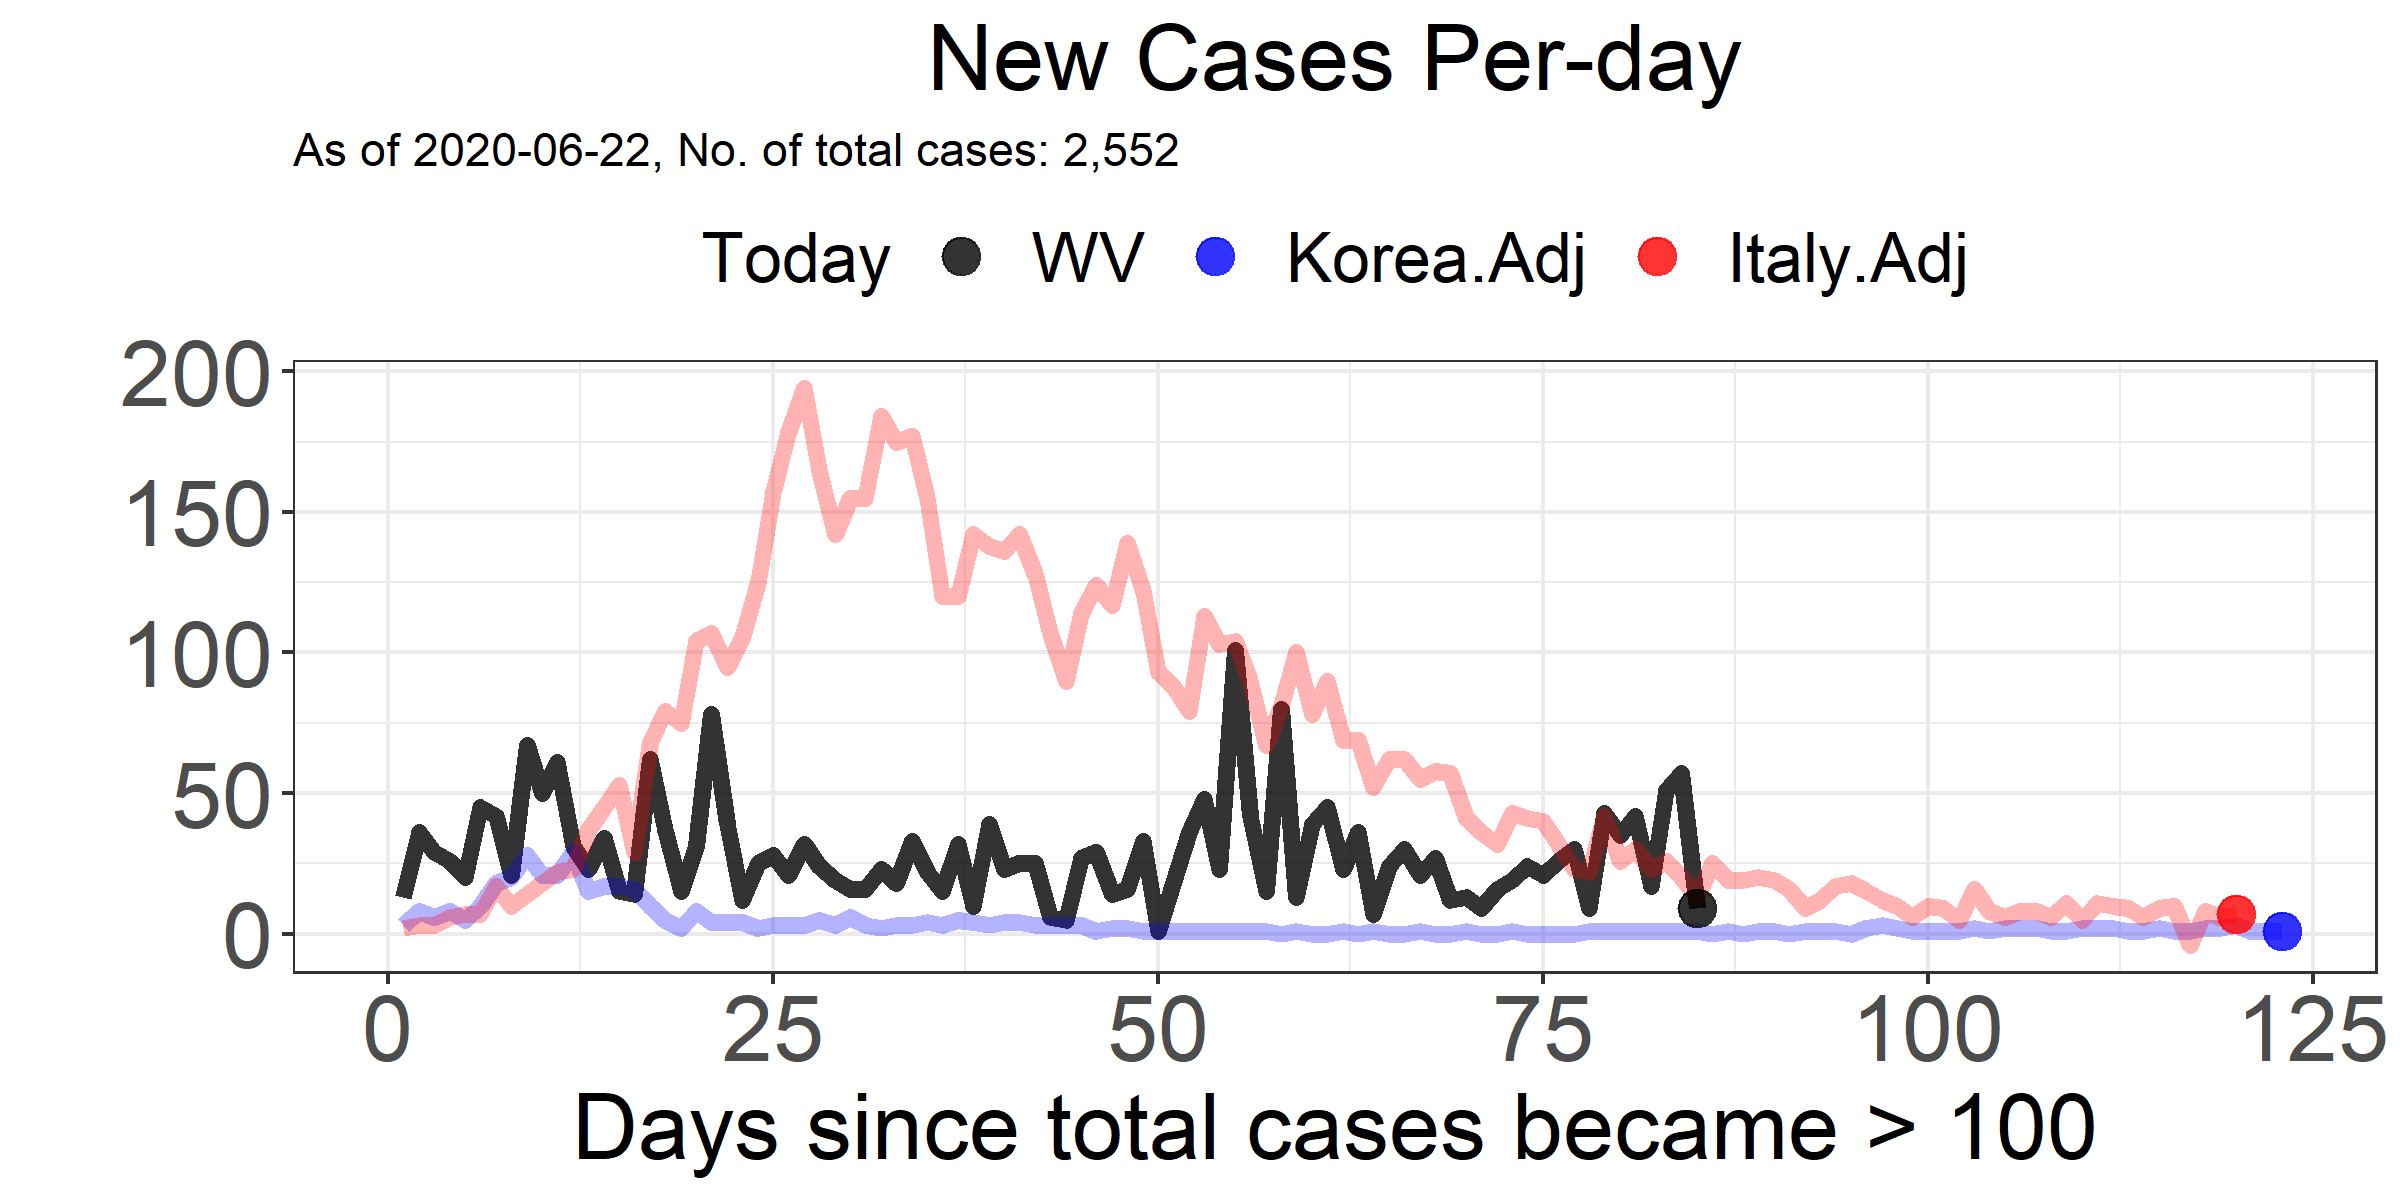 New Cases Per-day
As of 2020-06-22, No. of total cases: 2,552
Today WV Korea.Adj Italy.Adj
200
150
100
50
0
0 25 50 75 100 125
Days since total cases became > 100